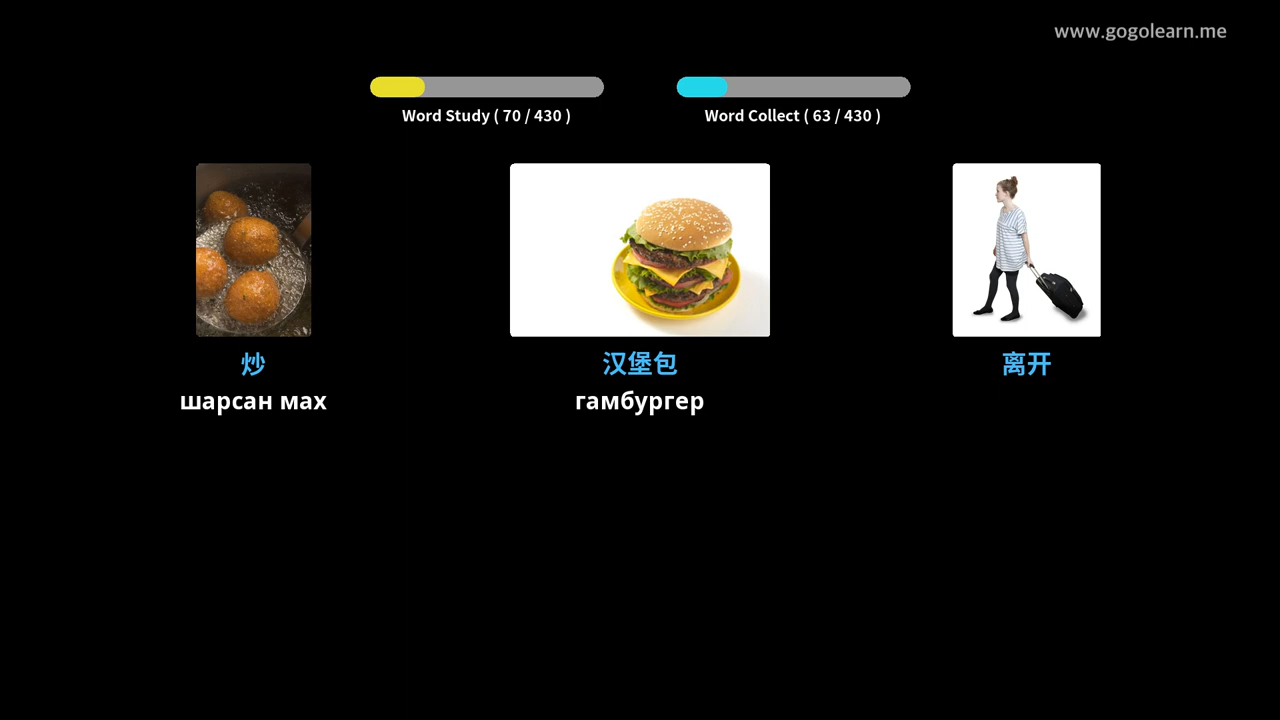 www.gogolearn.me
Word Study ( 70 / 430 )
Word Collect ( 63 / 430 )
炒
汉堡包
离开
шарсан мах
гамбургер